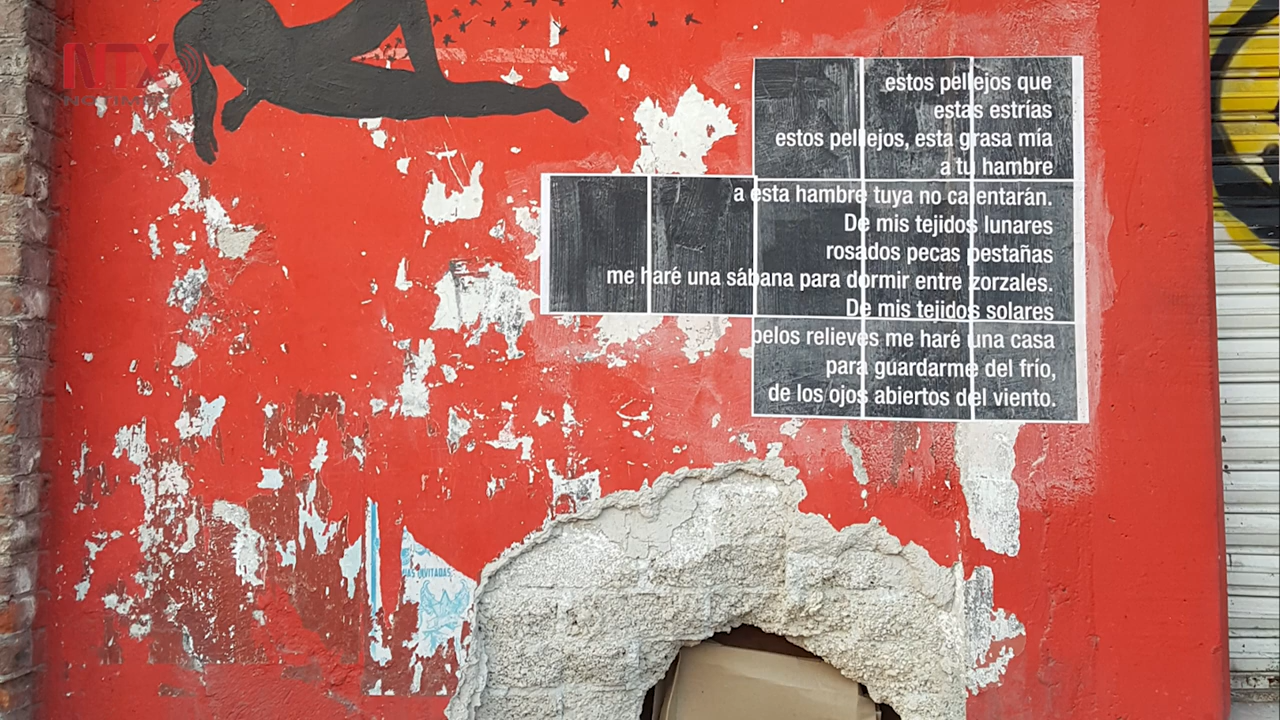 NTX
estos pellejos que
estas estrías
estos pellejos, esta grasa mía
a tu hambre
a esta hambre tuya no calentarán.
De mis tejidos lunares
rosados pecas pestañas
me haré una sábana para dormir entre zorzales.
De mis tejidos solares
pelos relieves me haré una casa
para guardarme del frío,
de los ojos abiertos del viento.
INVITADAS